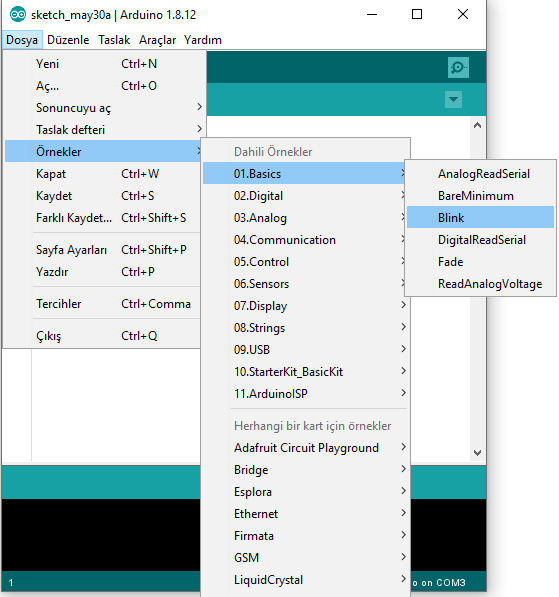 sketch_may30a | Arduino 1.8.12
Dosya Düzenle Taslak Araçlar Yardım
Yeni Ctrl+N
Aç... Ctrl+O
Sonuncuyu aç
Taslak defteri
Örnekler
Kapat Ctrl+W
Kaydet Ctrl+S
Farklı Kaydet... Ctrl+Shift+S
Sayfa Ayarları Ctrl+Shift+P
Yazdır Ctrl+P
Tercihler Ctrl+Comma
Çıkış Ctrl+Q
Dahili Örnekler
01.Basics
02.Digital
03.Analog
04.Communication
05.Control
06.Sensors
07.Display
08.Strings
09.USB
10.StarterKit_BasicKit
11.ArduinoISP
Herhangi bir kart için örnekler
Adafruit Circuit Playground
Bridge
Esplora
Ethernet
Firmata
GSM
LiquidCrystal
AnalogReadSerial
BareMinimum
Blink
DigitalReadSerial
Fade
ReadAnalogVoltage
1
o on COM3